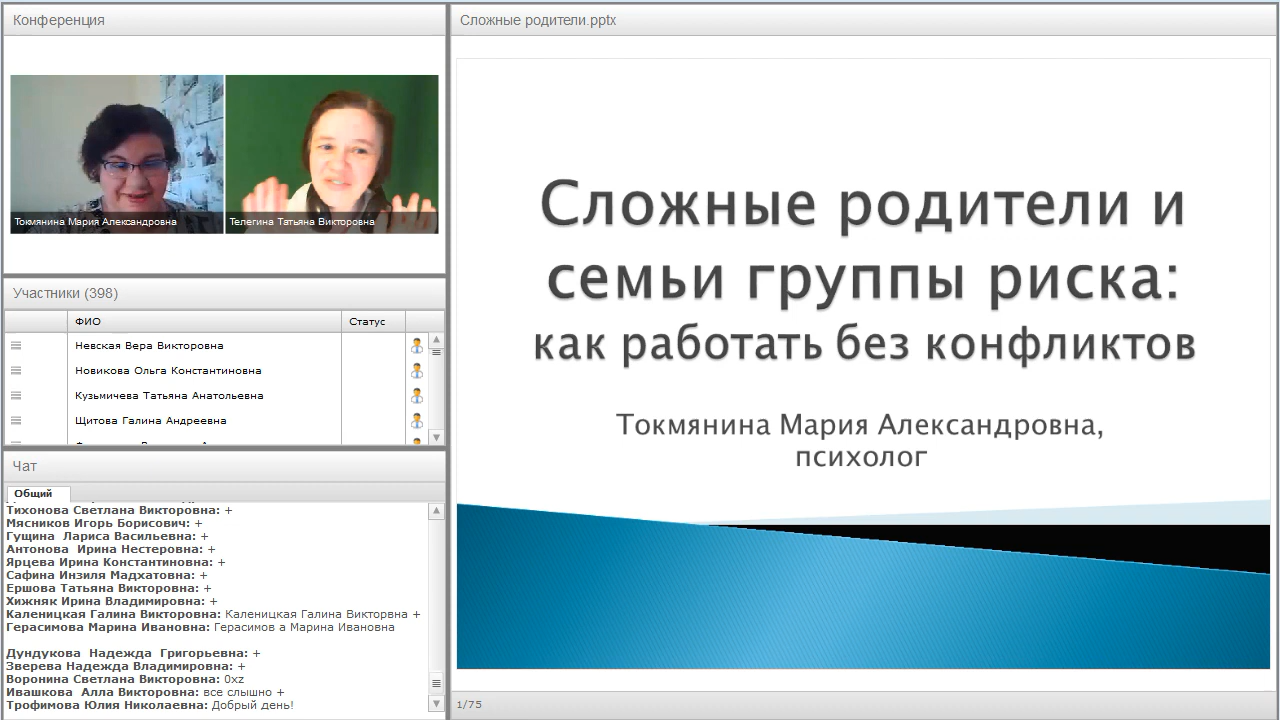 Конференция
Токмянина Мария Александровна
Телегина Татьяна Викторовна
Участники (398)
ФИО Статус
Невская Вера Викторовна
Новикова Ольга Константиновна
Кузьмичева Татьяна Анатольевна
Щитова Галина Андреевна
Чат
Общий
Тихонова Светлана Викторовна: +
Мясников Игорь Борисович: +
Гущина Лариса Васильевна: +
Антонова Ирина Нестеровна: +
Ярцева Ирина Константиновна: +
Сафина Инзиля Мадхатовна: +
Ершова Татьяна Викторовна: +
Хижняк Ирина Владимировна: +
Каленицкая Галина Викторовна: Каленицкая Галина Викторвна +
Герасимова Марина Ивановна: Герасимов а Марина Ивановна
Дундукова Надежда Григорьевна: +
Зверева Надежда Владимировна: +
Воронина Светлана Викторовна: 0xz
Ивашкова Алла Викторовна: все слышно +
Трофимова Юлия Николаевна: Добрый день!
Сложные родители.pptx
Сложные родители и
семьи группы риска:
как работать без конфликтов
Токмянина Мария Александровна,
психолог
1/75